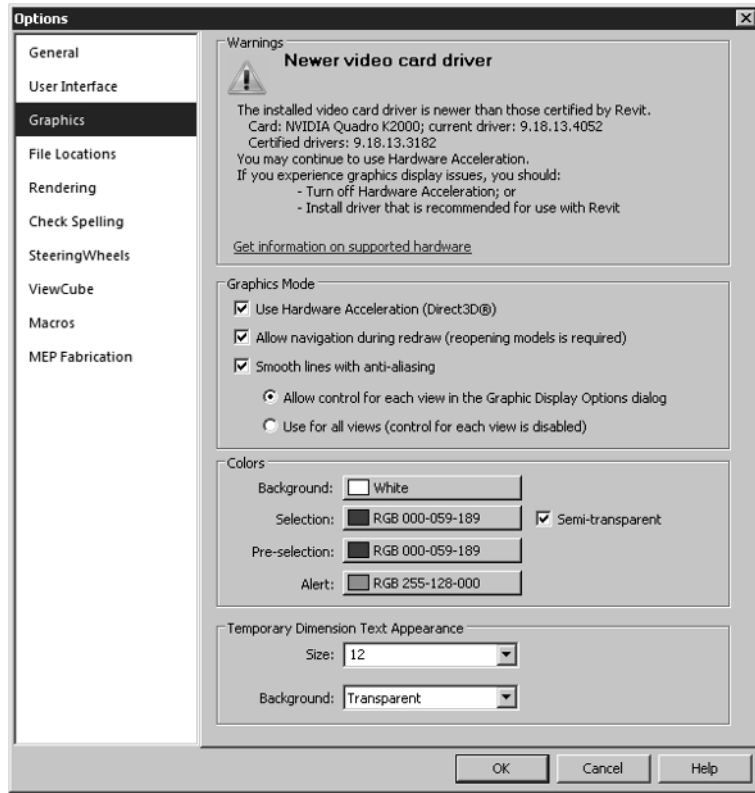 Options
General
User Interface
Graphics
File Locations
Rendering
Check Spelling
SteeringWheels
ViewCube
Macros
MEP Fabrication
Warnings
Newer video card driver
The installed video card driver is newer than those certified by Revit.
Card: NVIDIA Quadro K2000; current driver: 9.18.13.4052
Certified drivers: 9.18.13.3182
You may continue to use Hardware Acceleration.
If you experience graphics display issues, you should:
- Turn off Hardware Acceleration; or
- Install driver that is recommended for use with Revit
Get information on supported hardware
Graphics Mode
Use Hardware Acceleration (Direct3D®)
Allow navigation during redraw (reopening models is required)
Smooth lines with anti-aliasing
Allow control for each view in the Graphic Display Options dialog
Use for all views (control for each view is disabled)
Colors
Background: White
Selection: RGB 000-059-189 Semi-transparent
Pre-selection: RGB 000-059-189
Alert: RGB 255-128-000
Temporary Dimension Text Appearance
Size: 12
Background: Transparent
OK Cancel Help